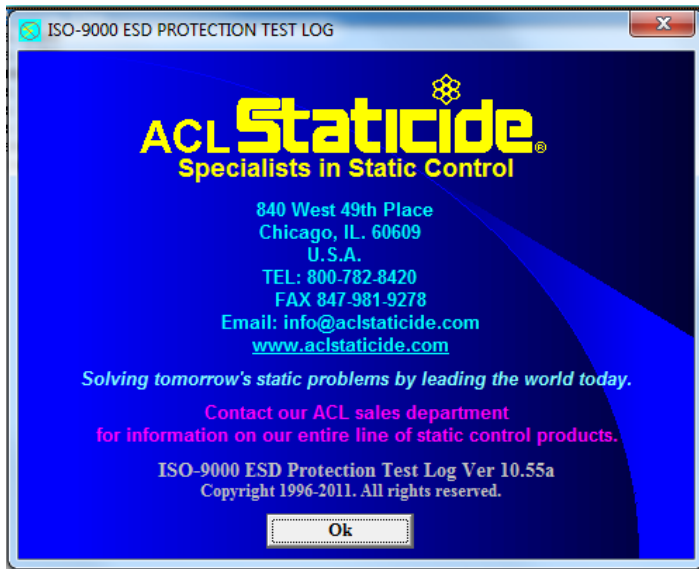 ISO-9000 ESD PROTECTION TEST LOG
ACL Staticide®
Specialists in Static Control
840 West 49th Place
Chicago, IL. 60609
U.S.A.
TEL: 800-782-8420
FAX 847-981-9278
Email: info@aclstaticide.com
www.aclstaticide.com
Solving tomorrow's static problems by leading the world today.
Contact our ACL sales department
for information on our entire line of static control products.
ISO-9000 ESD Protection Test Log Ver 10.55a
Copyright 1996-2011. All rights reserved.
Ok